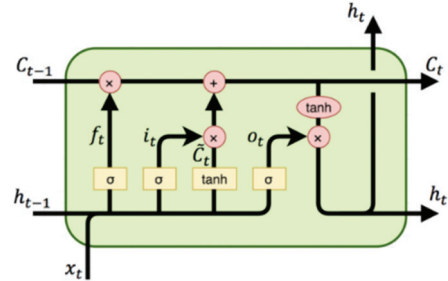 h_t
C_{t-1} × + C_t
tanh
f_t i_t × o_t ×
C̃_t
σ σ tanh σ
h_{t-1} h_t
x_t